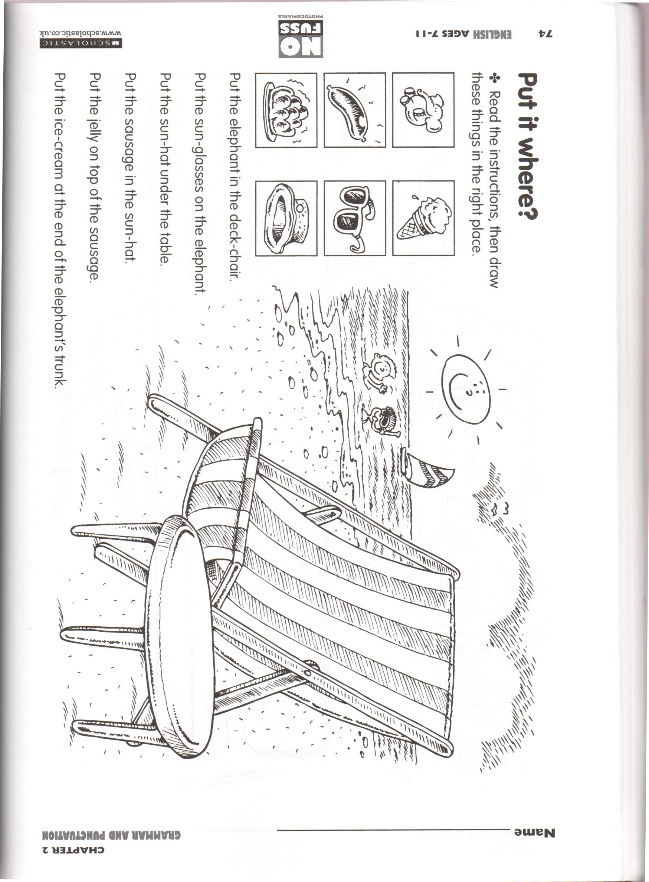 CHAPTER 2
GRAMMAR AND PUNCTUATION
Name
Put it where?
❖ Read the instructions, then draw
these things in the right place.
Put the elephant in the deck-chair.
Put the sun-glasses on the elephant.
Put the sun-hat under the table.
Put the sausage in the sun-hat.
Put the jelly on top of the sausage.
Put the ice-cream at the end of the elephant's trunk.
74
ENGLISH AGES 7-11
NO
FUSS
PHOTOCOPIABLE
SCHOLASTIC
www.scholastic.co.uk